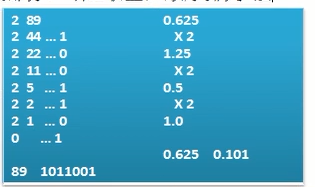 2 89 0.625
2 44 ... 1 X 2
2 22 ... 0 1.25
2 11 ... 0 X 2
2 5 ... 1 0.5
2 2 ... 1 X 2
2 1 ... 0 1.0
0 ... 1
0.625 0.101
89 1011001